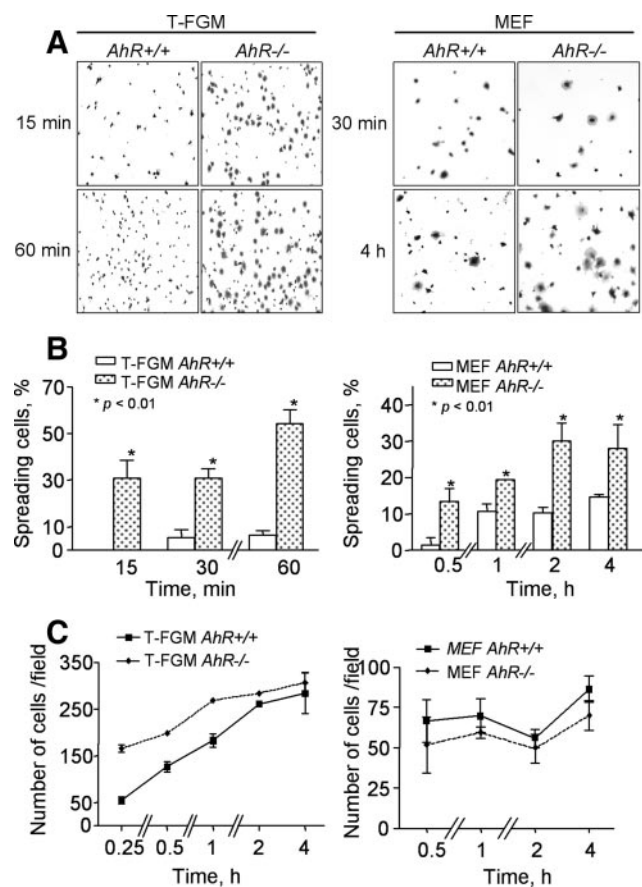 T-FGM MEF
A AhR+/+ AhR-/- AhR+/+ AhR-/-
15 min 30 min
60 min 4 h
B
T-FGM AhR+/+
T-FGM AhR-/-
* p < 0.01
Spreading cells, %
70
50
30
10
0
* * *
15 30 60
Time, min
MEF AhR+/+
MEF AhR-/-
* p < 0.01
Spreading cells, %
40
30
20
10
0
* * * *
0.5 1 2 4
Time, h
C
T-FGM AhR+/+
T-FGM AhR-/-
Number of cells /field
350
250
150
50
0
0.25 0.5 1 2 4
Time, h
MEF AhR+/+
MEF AhR-/-
Number of cells /field
100
75
50
25
0
0.5 1 2 4
Time, h